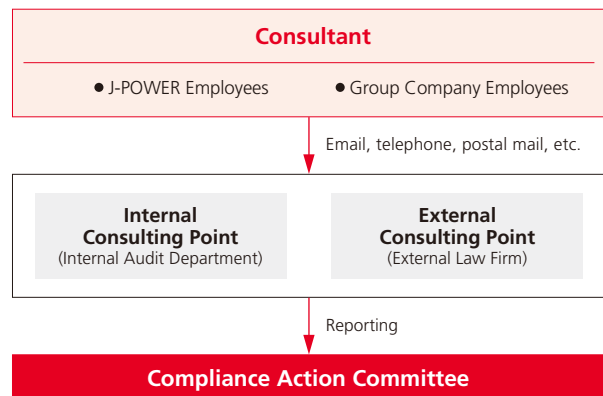 Consultant
● J-POWER Employees ● Group Company Employees
Email, telephone, postal mail, etc.
Internal
Consulting Point
(Internal Audit Department)
External
Consulting Point
(External Law Firm)
Reporting
Compliance Action Committee